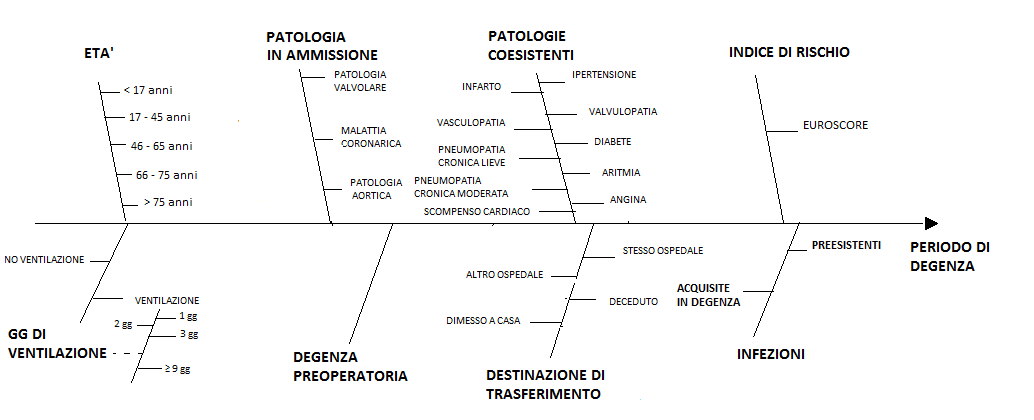 ETA'
< 17 anni
17 - 45 anni
46 - 65 anni
66 - 75 anni
> 75 anni
PATOLOGIA
IN AMMISSIONE
PATOLOGIA
VALVOLARE
MALATTIA
CORONARICA
PATOLOGIA
AORTICA
PATOLOGIE
COESISTENTI
INFARTO
VASCULOPATIA
PNEUMOPATIA
CRONICA LIEVE
PNEUMOPATIA
CRONICA MODERATA
SCOMPENSO CARDIACO
IPERTENSIONE
VALVULOPATIA
DIABETE
ARITMIA
ANGINA
INDICE DI RISCHIO
EUROSCORE
PERIODO DI
DEGENZA
NO VENTILAZIONE
VENTILAZIONE
1 gg
2 gg
3 gg
≥ 9 gg
GG DI
VENTILAZIONE
DEGENZA
PREOPERATORIA
STESSO OSPEDALE
ALTRO OSPEDALE
DECEDUTO
DIMESSO A CASA
DESTINAZIONE DI
TRASFERIMENTO
PREESISTENTI
ACQUISITE
IN DEGENZA
INFEZIONI